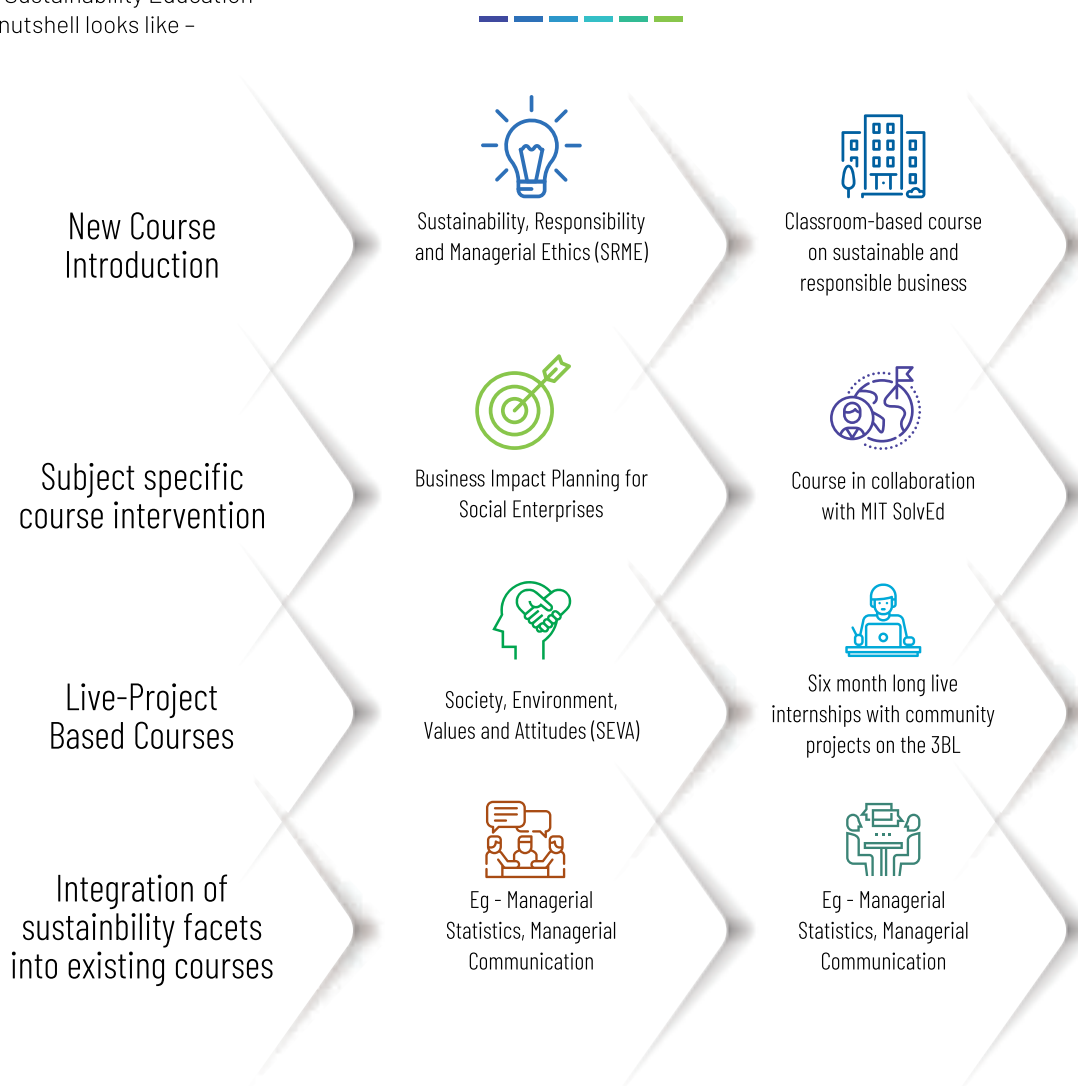 Sustainability Education
nutshell looks like –
New Course
Introduction
Sustainability, Responsibility
and Managerial Ethics (SRME)
Classroom-based course
on sustainable and
responsible business
Subject specific
course intervention
Business Impact Planning for
Social Enterprises
Course in collaboration
with MIT SolvEd
Live-Project
Based Courses
Society, Environment,
Values and Attitudes (SEVA)
Six month long live
internships with community
projects on the 3BL
Integration of
sustainbility facets
into existing courses
Eg - Managerial
Statistics, Managerial
Communication
Eg - Managerial
Statistics, Managerial
Communication